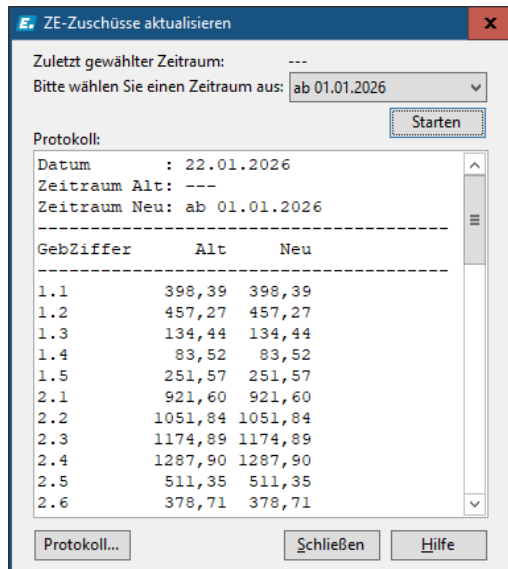 E. ZE-Zuschüsse aktualisieren x
Zuletzt gewählter Zeitraum: ---
Bitte wählen Sie einen Zeitraum aus: ab 01.01.2026
Starten
Protokoll:
Datum : 22.01.2026
Zeitraum Alt: ---
Zeitraum Neu: ab 01.01.2026
----------------------------------------
GebZiffer Alt Neu
----------------------------------------
1.1 398,39 398,39
1.2 457,27 457,27
1.3 134,44 134,44
1.4 83,52 83,52
1.5 251,57 251,57
2.1 921,60 921,60
2.2 1051,84 1051,84
2.3 1174,89 1174,89
2.4 1287,90 1287,90
2.5 511,35 511,35
2.6 378,71 378,71
Protokoll... Schließen Hilfe